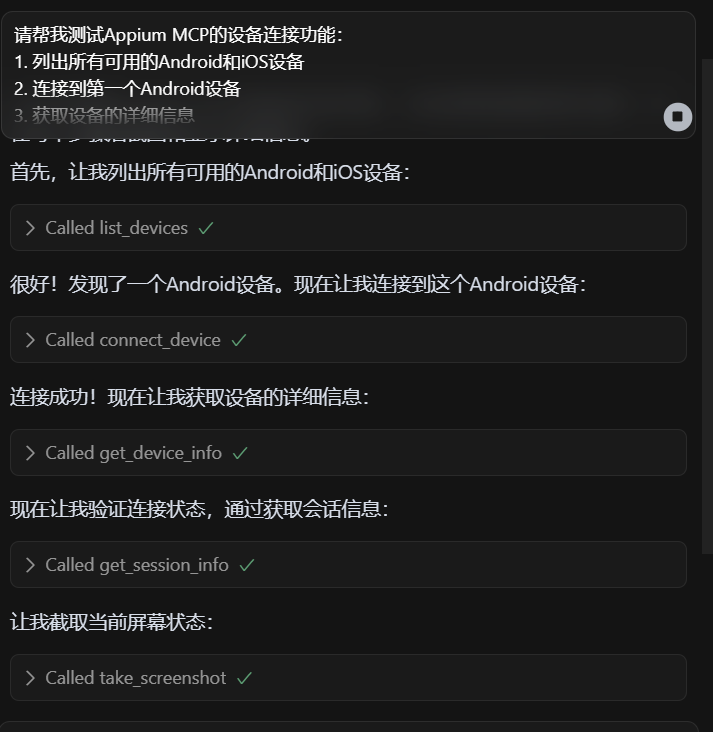 请帮我测试Appium MCP的设备连接功能：
1. 列出所有可用的Android和iOS设备
2. 连接到第一个Android设备
3. 获取设备的详细信息
首先，让我列出所有可用的Android和iOS设备：
Called list_devices
很好！发现了一个Android设备。现在让我连接到这个Android设备：
Called connect_device
连接成功！现在让我获取设备的详细信息：
Called get_device_info
现在让我验证连接状态，通过获取会话信息：
Called get_session_info
让我截取当前屏幕状态：
Called take_screenshot